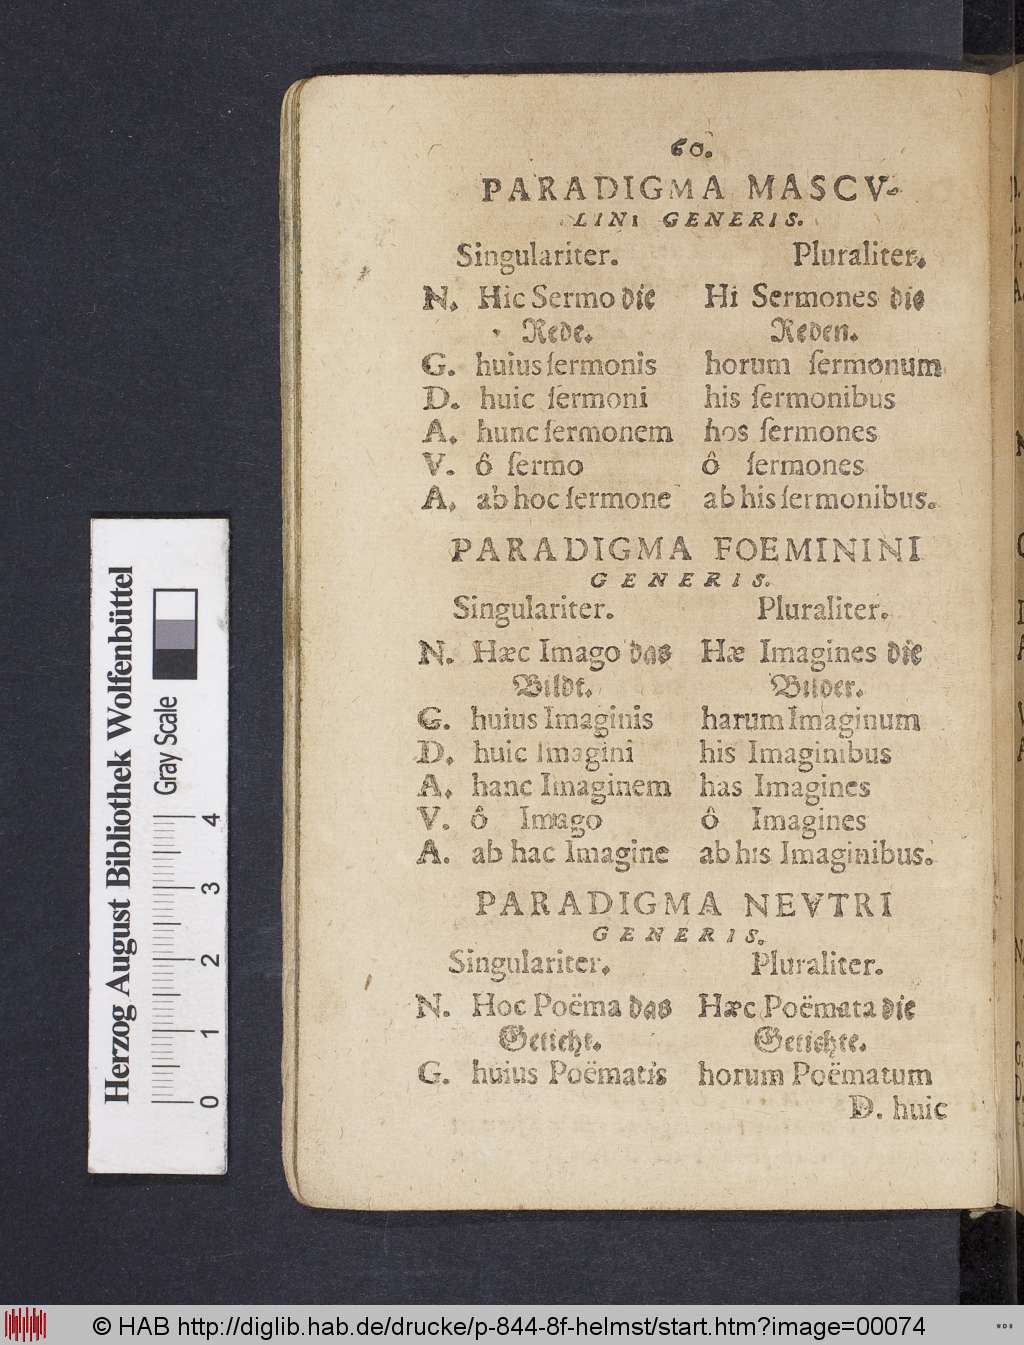 60.
PARADIGMA MASCV-
LINI GENERIS.
Singulariter. Pluraliter.
N. Hic Sermo die Hi Sermones die
Rede. Reden.
G. huius ſermonis horum ſermonum
D. huic ſermoni his ſermonibus
A. hunc ſermonem hos ſermones
V. ô ſermo ô ſermones
A. ab hoc ſermone ab his ſermonibus.
PARADIGMA FOEMININI
GENERIS.
Singulariter. Pluraliter.
N. Hæc Imago das Hæ Imagines die
Bildt. Bilder.
G. huius Imaginis harum Imaginum
D. huic Imagini his Imaginibus
A. hanc Imaginem has Imagines
V. ô Imago ô Imagines
A. ab hac Imagine ab his Imaginibus.
PARADIGMA NEVTRI
GENERIS.
Singulariter. Pluraliter.
N. Hoc Poëma das Hæc Poëmata die
Geticht. Getichte.
G. huius Poëmatis horum Poëmatum
D. huic
Herzog August Bibliothek Wolfenbüttel
Gray Scale
0 1 2 3 4
© HAB http://diglib.hab.de/drucke/p-844-8f-helmst/start.htm?image=00074
WDB